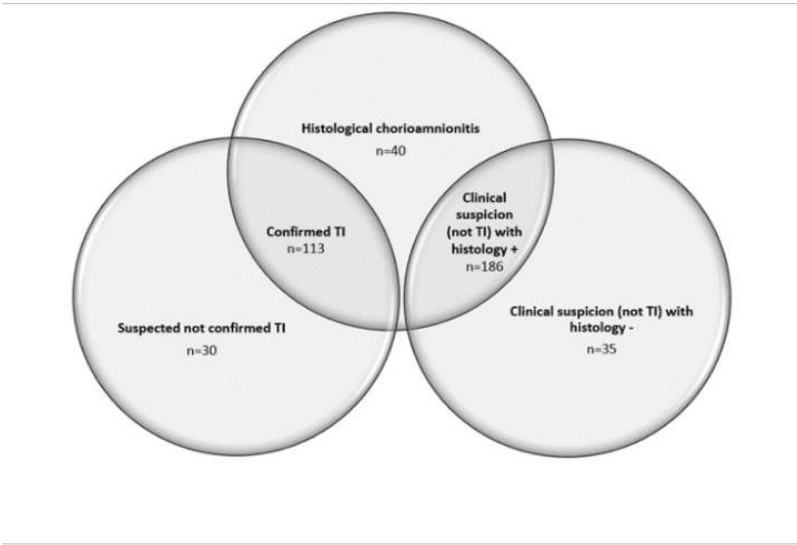 Histological chorioamnionitis
n=40
Clinical
suspicion
(not TI) with
histology +
n=186
Confirmed TI
n=113
Clinical suspicion (not TI) with
histology -
n=35
Suspected not confirmed TI
n=30